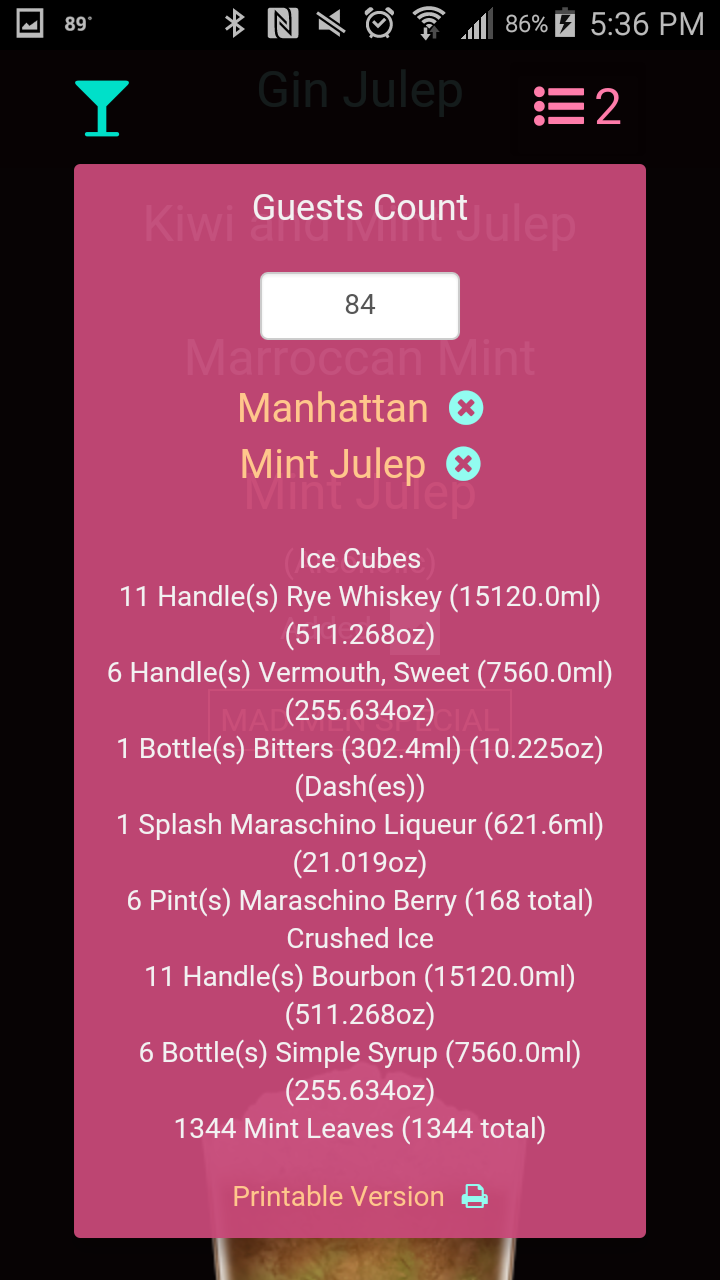 89°
86%
5:36 PM
Gin Julep
2
Guests Count
Kiwi and Mint Julep
84
Marroccan Mint
Manhattan
Mint Julep
Mint Julep
Ice Cubes
11 Handle(s) Rye Whiskey (15120.0ml)
(511.268oz)
6 Handle(s) Vermouth, Sweet (7560.0ml)
(255.634oz)
MAD MEN SPECIAL
1 Bottle(s) Bitters (302.4ml) (10.225oz)
(Dash(es))
1 Splash Maraschino Liqueur (621.6ml)
(21.019oz)
6 Pint(s) Maraschino Berry (168 total)
Crushed Ice
11 Handle(s) Bourbon (15120.0ml)
(511.268oz)
6 Bottle(s) Simple Syrup (7560.0ml)
(255.634oz)
1344 Mint Leaves (1344 total)
Printable Version